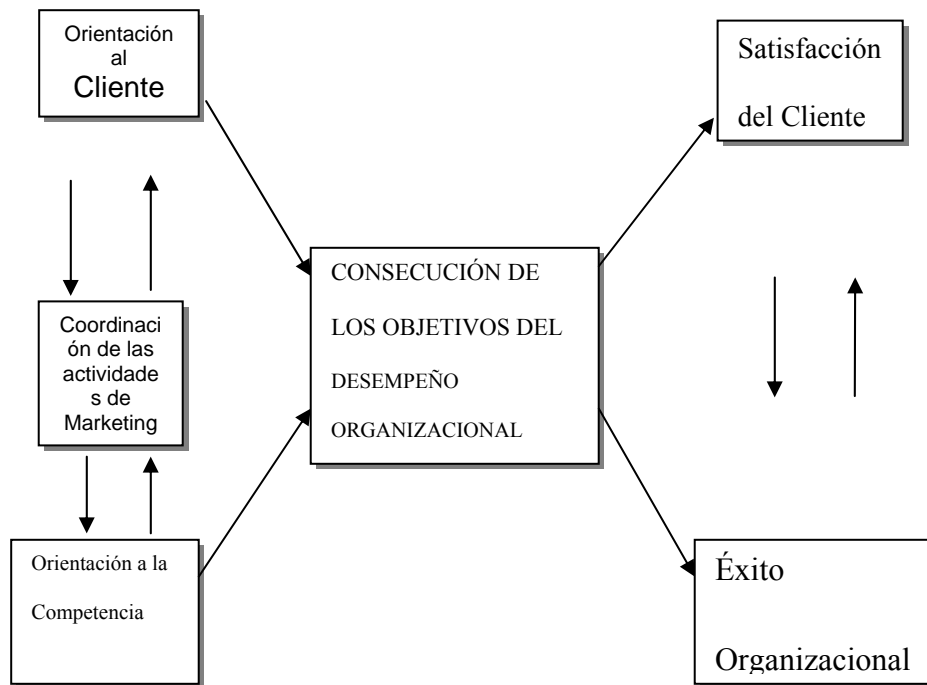 Orientación
al
Cliente
Satisfacción
del Cliente
CONSECUCIÓN DE
LOS OBJETIVOS DEL
DESEMPEÑO
ORGANIZACIONAL
Coordinaci
ón de las
actividade
s de
Marketing
Orientación a la
Competencia
Éxito
Organizacional